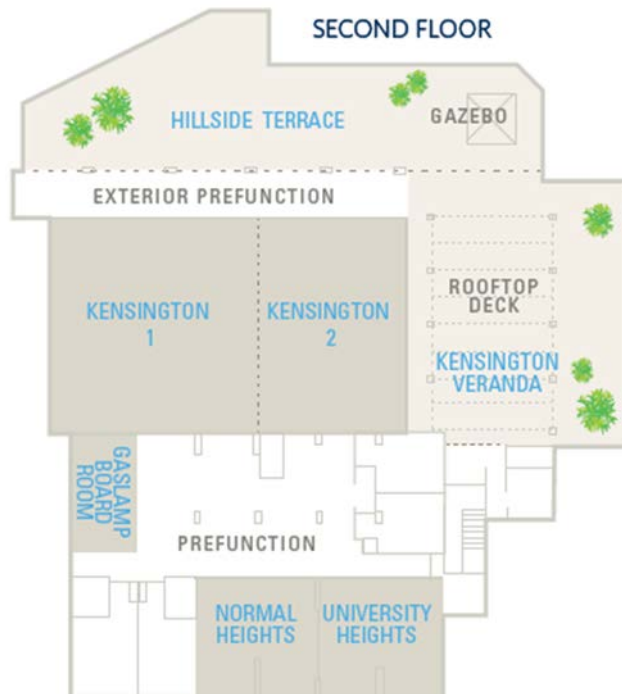 SECOND FLOOR
HILLSIDE TERRACE
GAZEBO
EXTERIOR PREFUNCTION
KENSINGTON
1
KENSINGTON
2
ROOFTOP
DECK
KENSINGTON
VERANDA
GASLAMP
BOARD
ROOM
PREFUNCTION
NORMAL
HEIGHTS
UNIVERSITY
HEIGHTS